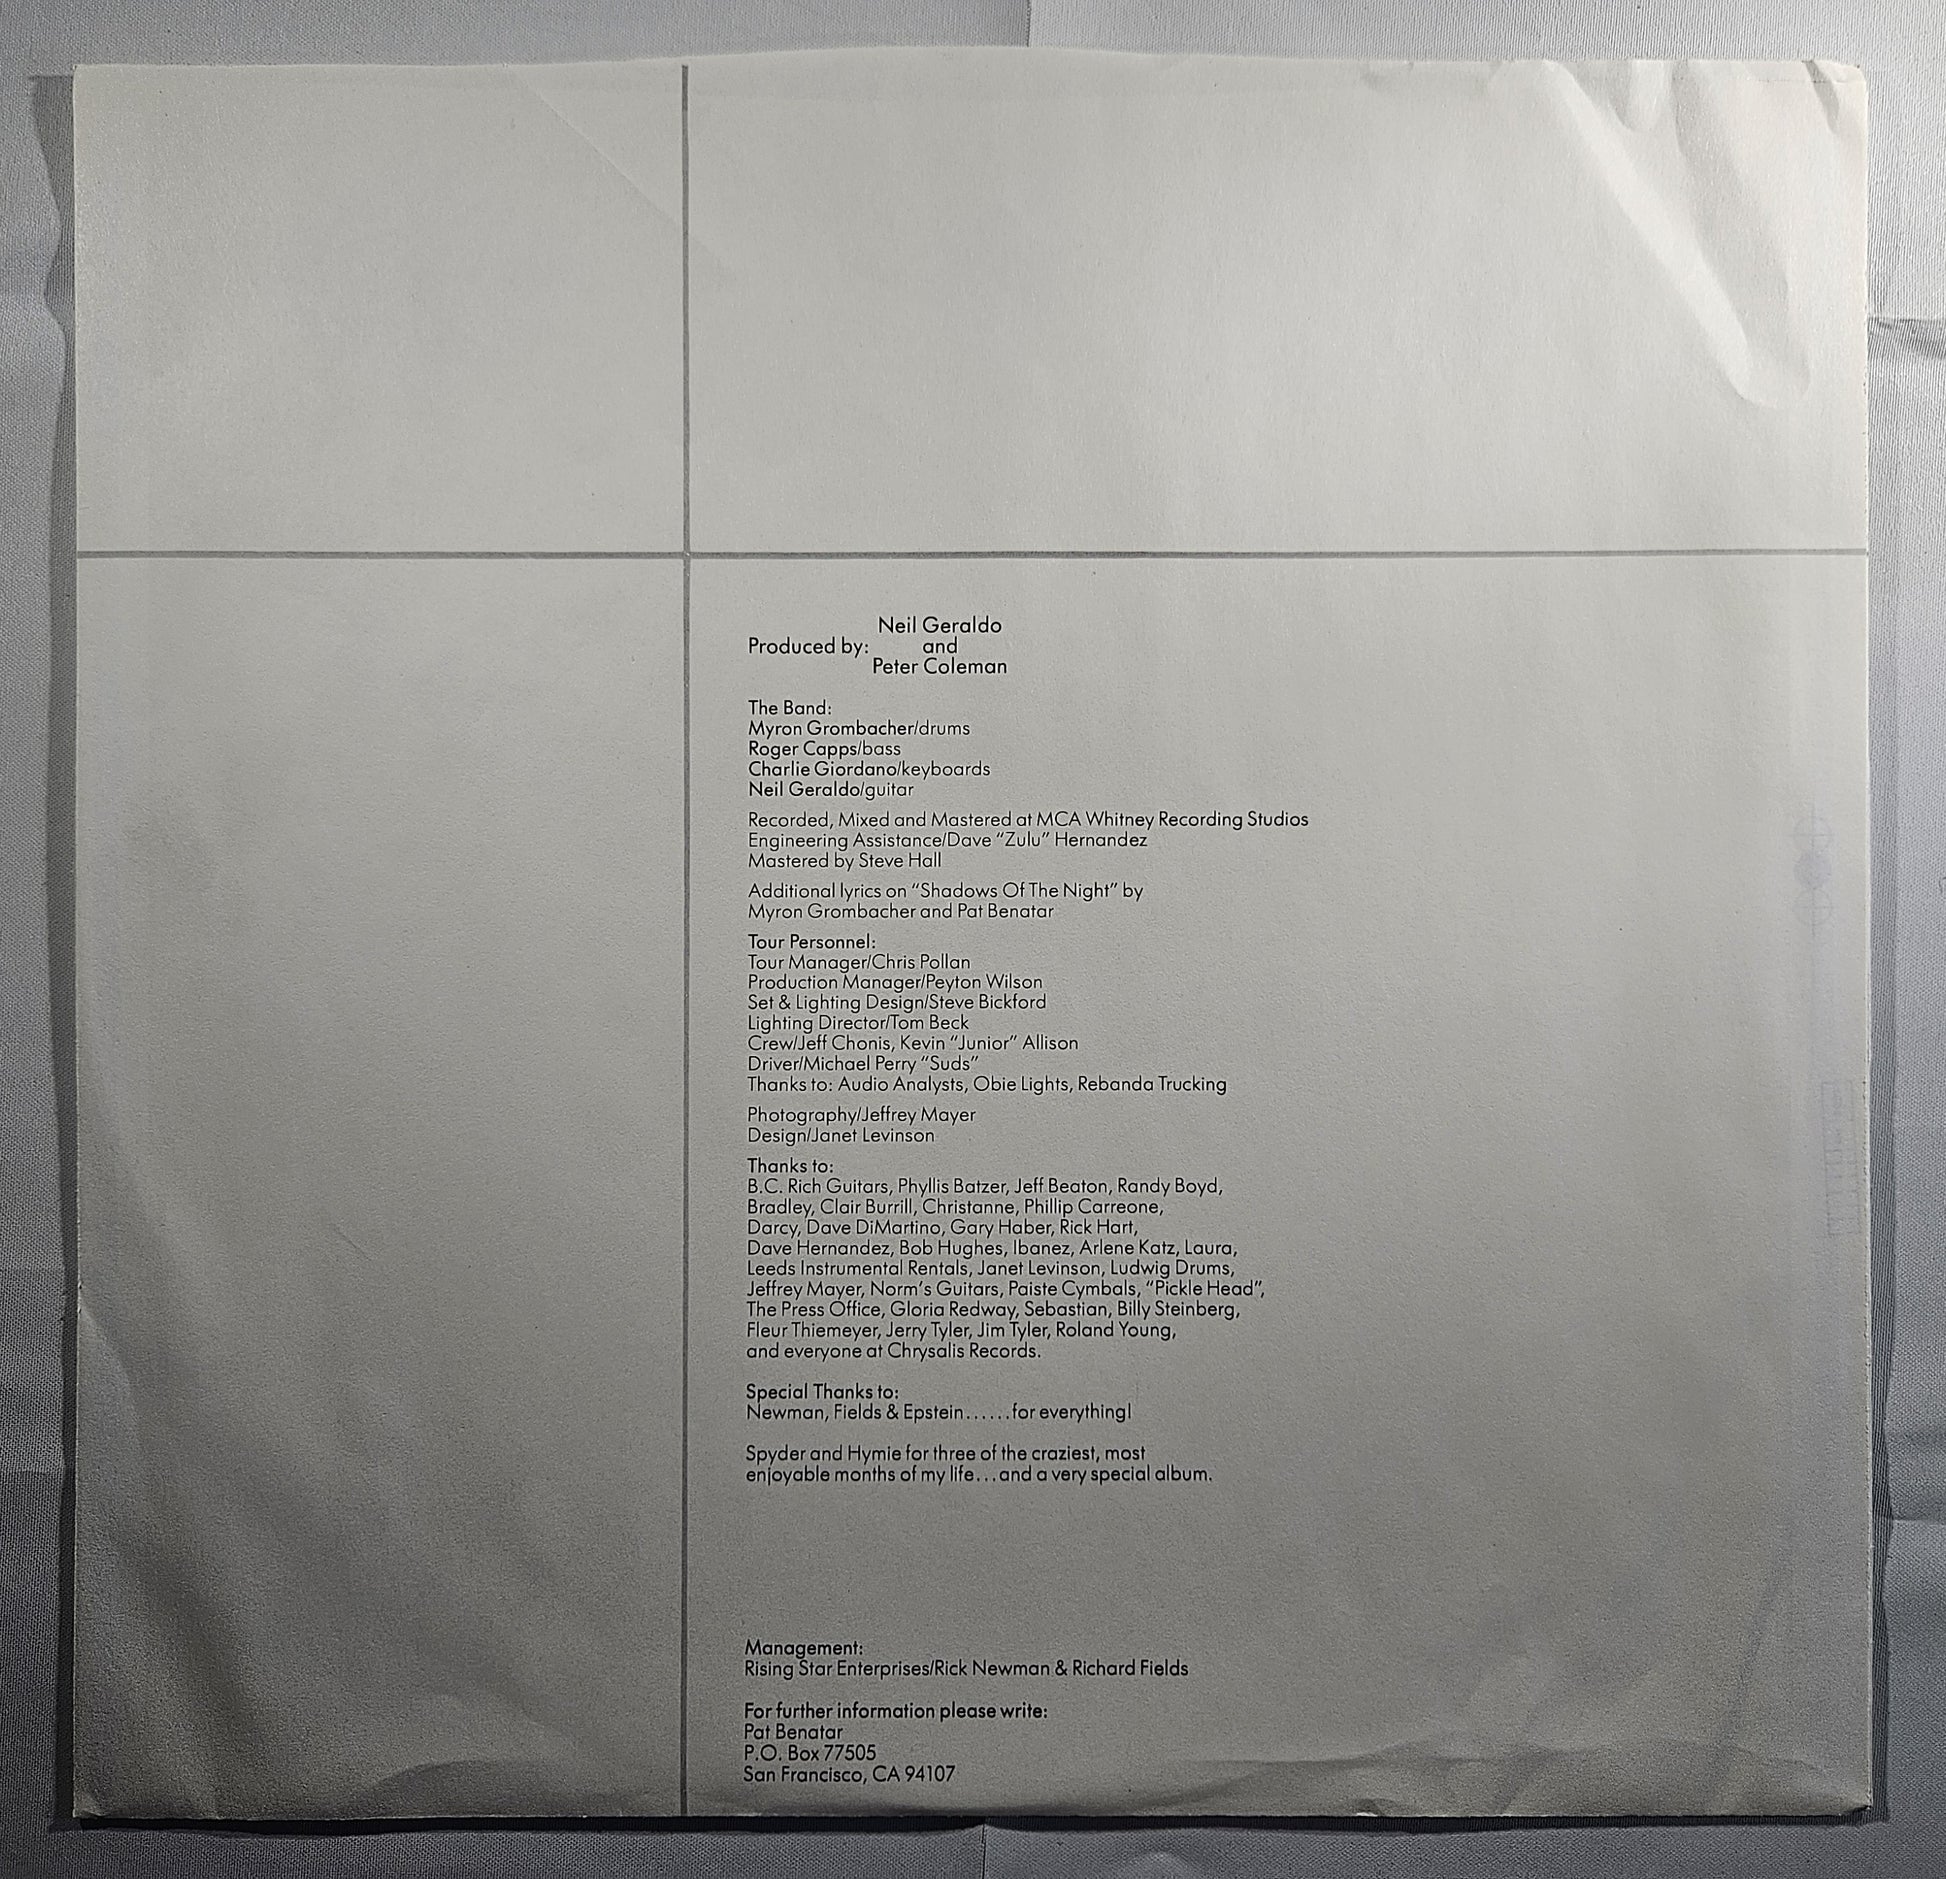 Neil Geraldo
Produced by: and
Peter Coleman
The Band:
Myron Grombacher/drums
Roger Capps/bass
Charlie Giordano/keyboards
Neil Geraldo/guitar
Recorded, Mixed and Mastered at MCA Whitney Recording Studios
Engineering Assistance/Dave “Zulu” Hernandez
Mastered by Steve Hall
Additional lyrics on “Shadows Of The Night” by
Myron Grombacher and Pat Benatar
Tour Personnel:
Tour Manager/Chris Pollan
Production Manager/Peyton Wilson
Set & Lighting Design/Steve Bickford
Lighting Director/Tom Beck
Crew/Jeff Chonis, Kevin “Junior” Allison
Driver/Michael Perry “Suds”
Thanks to: Audio Analysts, Obie Lights, Rebanda Trucking
Photography/Jeffrey Mayer
Design/Janet Levinson
Thanks to:
B.C. Rich Guitars, Phyllis Batzer, Jeff Beaton, Randy Boyd,
Bradley, Clair Burrill, Christanne, Phillip Carreone,
Darcy, Dave DiMartino, Gary Haber, Rick Hart,
Dave Hernandez, Bob Hughes, Ibanez, Arlene Katz, Laura,
Leeds Instrumental Rentals, Janet Levinson, Ludwig Drums,
Jeffrey Mayer, Norm's Guitars, Paiste Cymbals, “Pickle Head”,
The Press Office, Gloria Redway, Sebastian, Billy Steinberg,
Fleur Thiemeyer, Jerry Tyler, Jim Tyler, Roland Young,
and everyone at Chrysalis Records.
Special Thanks to:
Newman, Fields & Epstein......for everything!
Spyder and Hymie for three of the craziest, most
enjoyable months of my life...and a very special album.
Management:
Rising Star Enterprises/Rick Newman & Richard Fields
For further information please write:
Pat Benatar
P.O. Box 77505
San Francisco, CA 94107